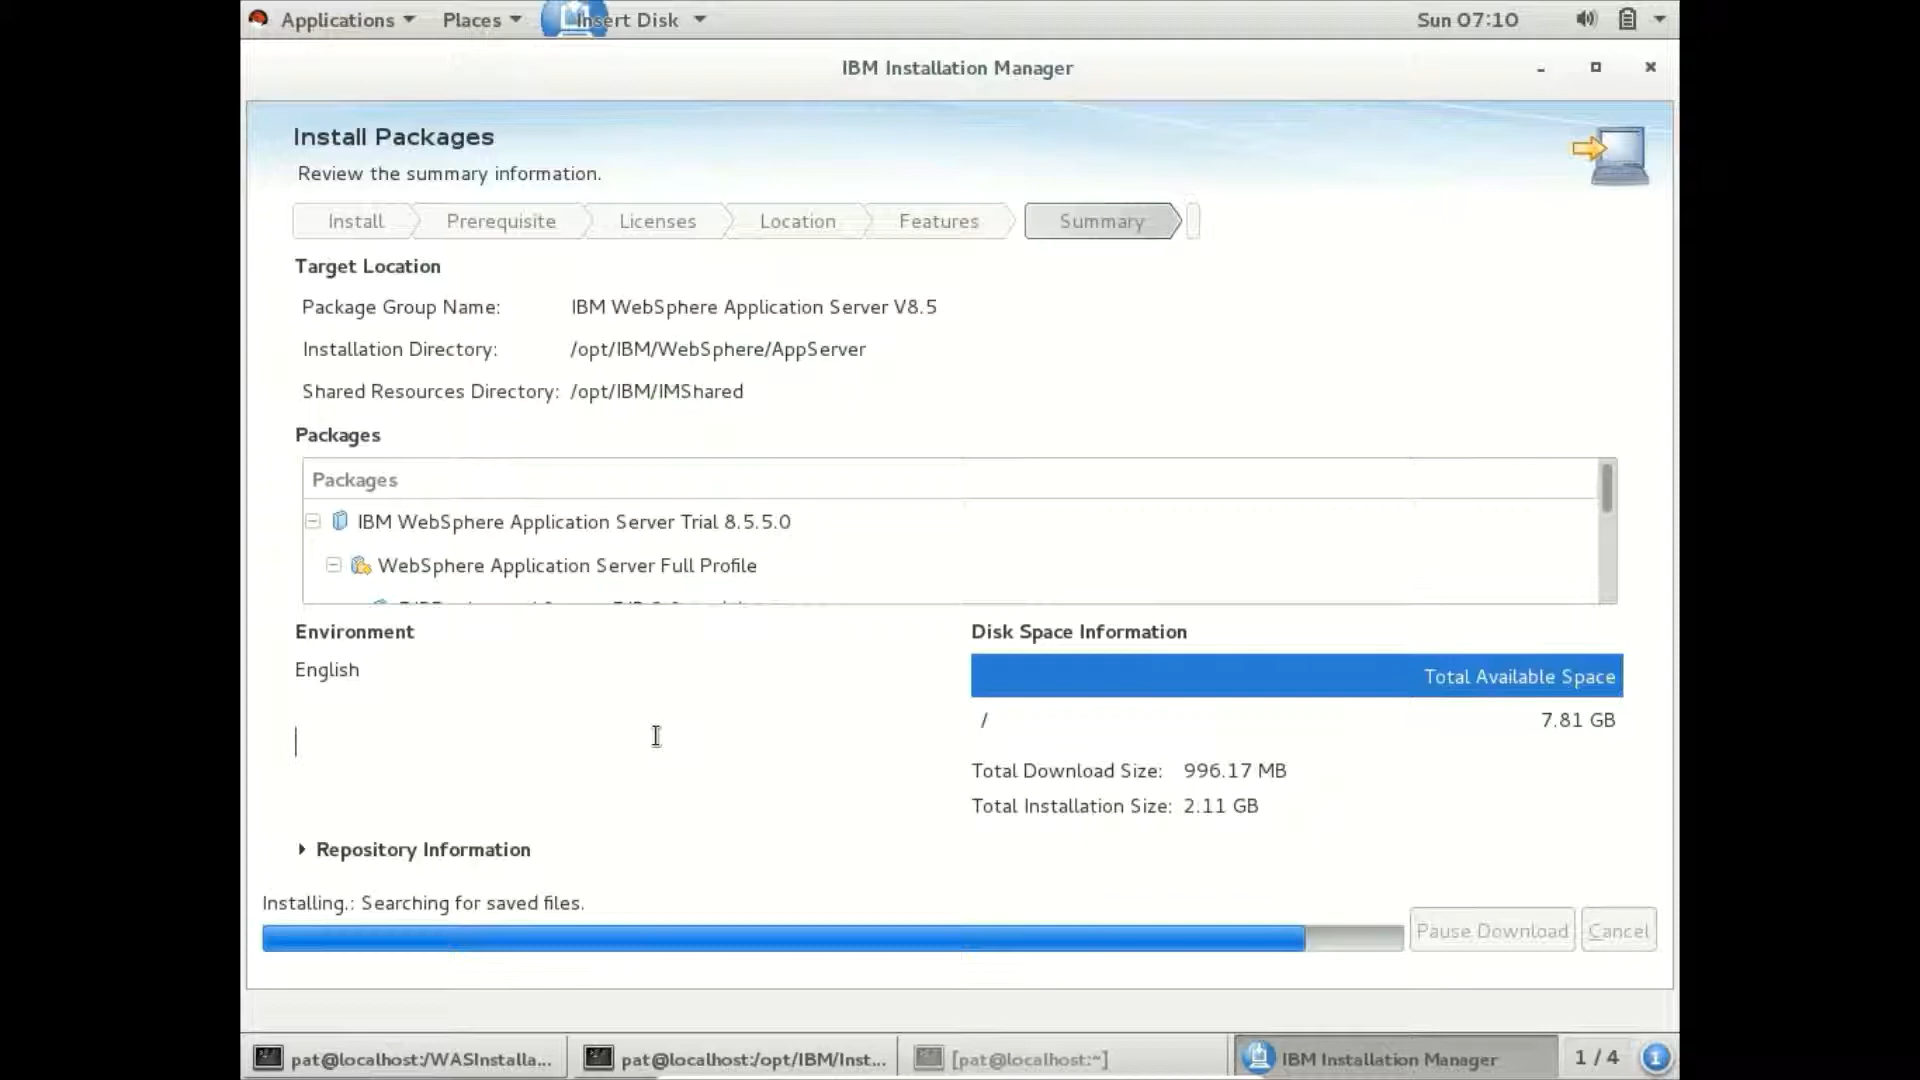 Applications Places Insert Disk Sun 07:10
IBM Installation Manager
Install Packages
Review the summary information.
Install Prerequisite Licenses Location Features Summary
Target Location
Package Group Name: IBM WebSphere Application Server V8.5
Installation Directory: /opt/IBM/WebSphere/AppServer
Shared Resources Directory: /opt/IBM/IMShared
Packages
Packages
IBM WebSphere Application Server Trial 8.5.5.0
WebSphere Application Server Full Profile
Environment
English
Disk Space Information
Total Available Space
/ 7.81 GB
Total Download Size: 996.17 MB
Total Installation Size: 2.11 GB
Repository Information
Installing.: Searching for saved files.
Pause Download Cancel
pat@localhost:/WASInstalla... pat@localhost:/opt/IBM/Inst... [pat@localhost:~] IBM Installation Manager 1 / 4 1